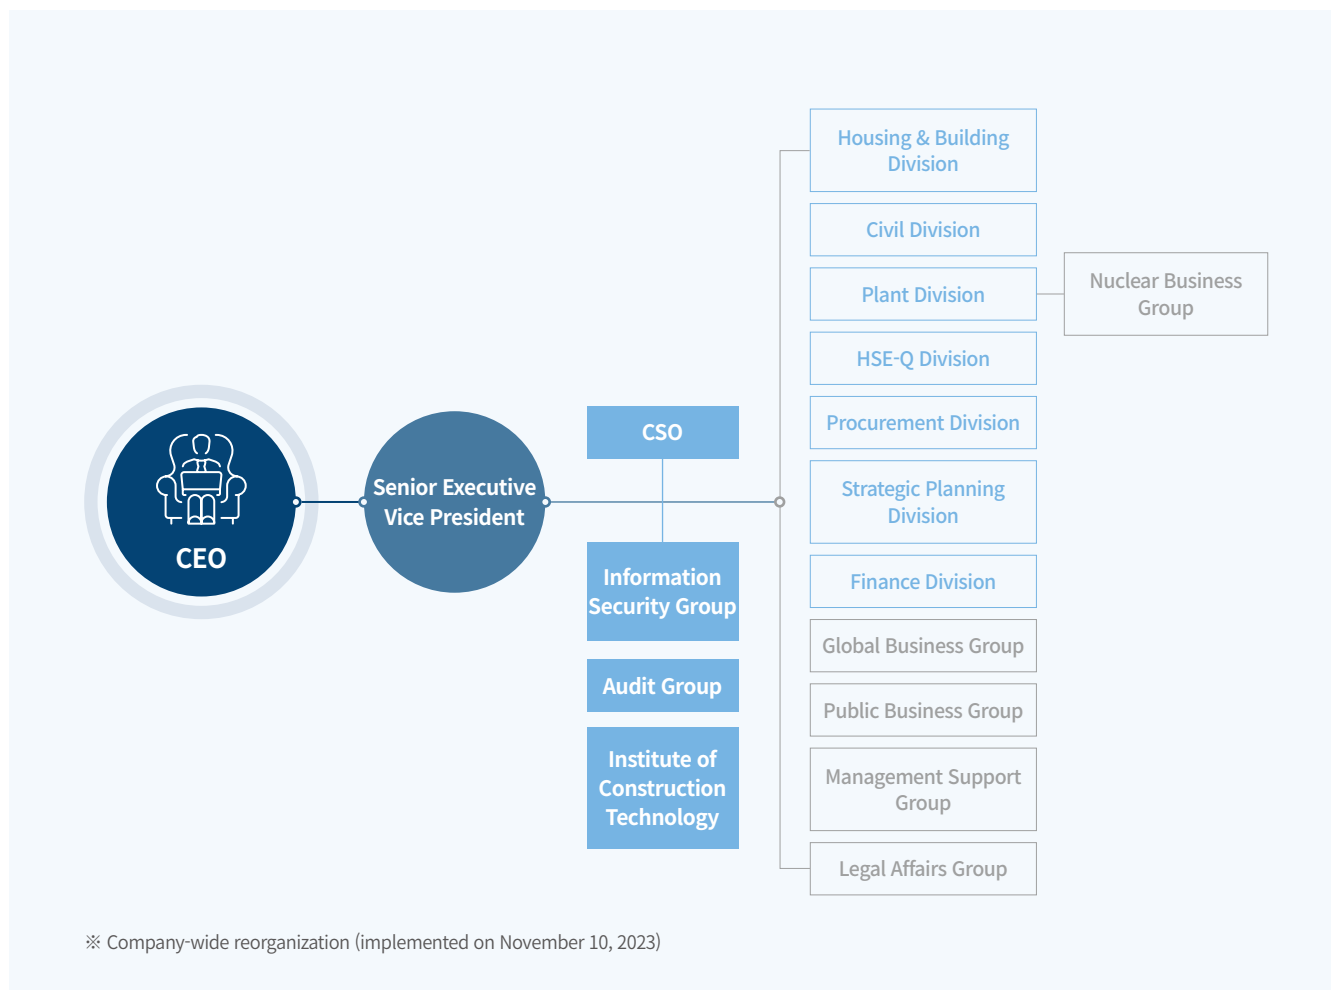 CEO
Senior Executive
Vice President
CSO
Information
Security Group
Audit Group
Institute of
Construction
Technology
Housing & Building
Division
Civil Division
Plant Division
Nuclear Business
Group
HSE-Q Division
Procurement Division
Strategic Planning
Division
Finance Division
Global Business Group
Public Business Group
Management Support
Group
Legal Affairs Group
※ Company-wide reorganization (implemented on November 10, 2023)